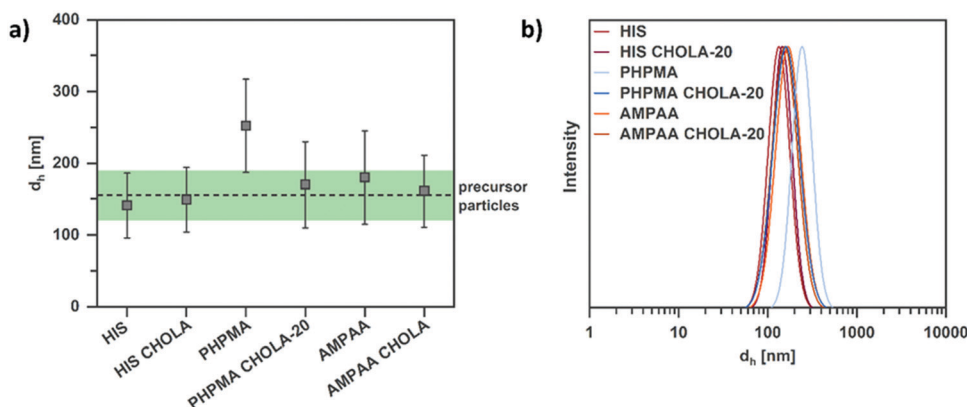 a)
400
300
200
100
0
d_h [nm]
precursor
particles
HIS
HIS CHOLA
PHPMA
PHPMA CHOLA-20
AMPAA
AMPAA CHOLA
b)
HIS
HIS CHOLA-20
PHPMA
PHPMA CHOLA-20
AMPAA
AMPAA CHOLA-20
Intensity
1
10
100
1000
10000
d_h [nm]